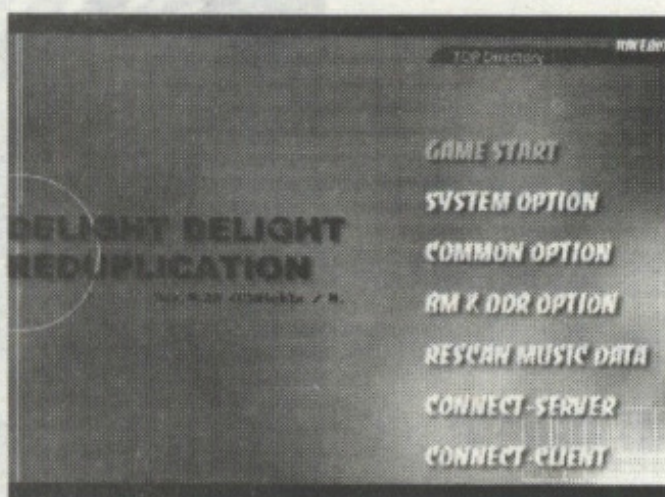 TOP Directory
GAME START
SYSTEM OPTION
DELIGHT DELIGHT
REDUPLICATION
COMMON OPTION
RM & DDR OPTION
RESCAN MUSIC DATA
CONNECT-SERVER
CONNECT-CLIENT